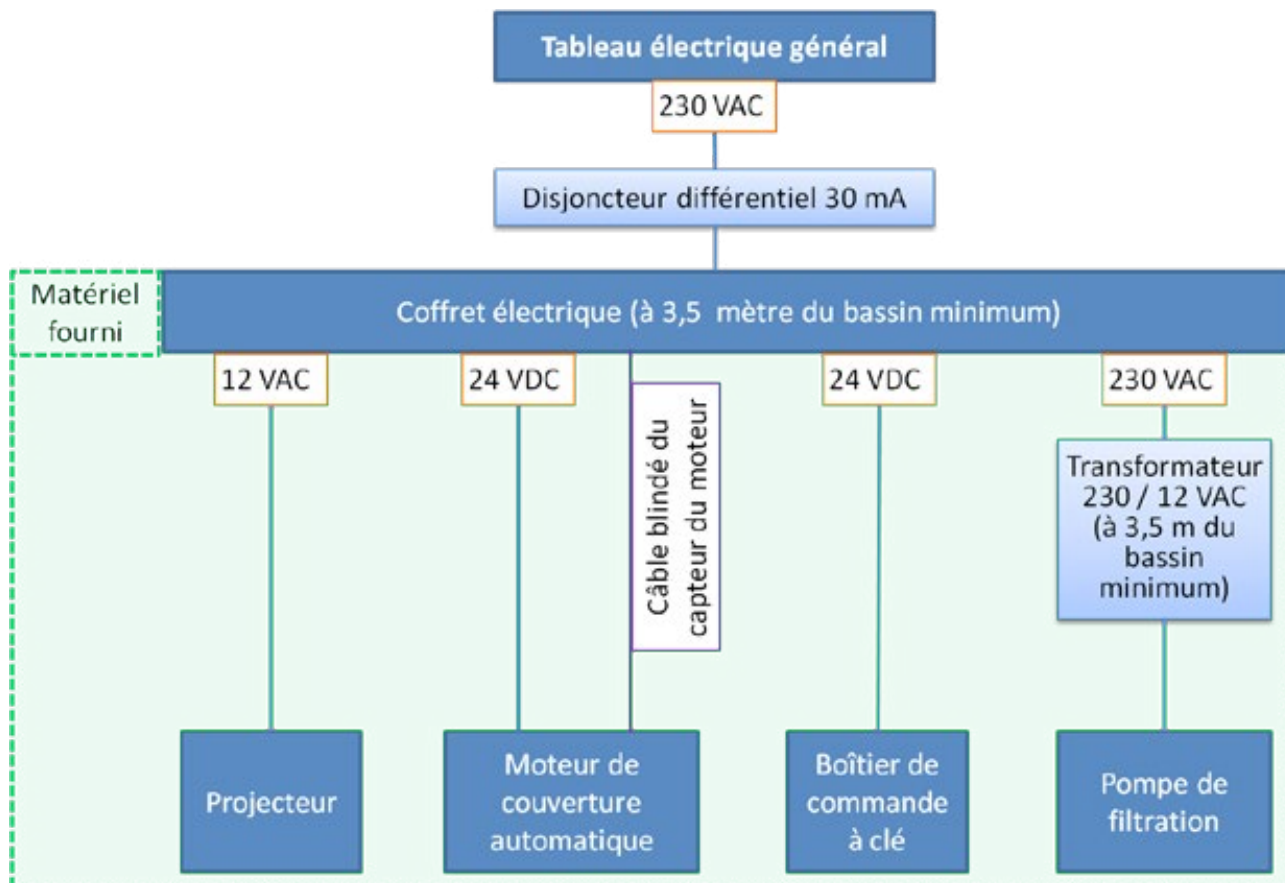 Tableau électrique général
230 VAC
Disjoncteur différentiel 30 mA
Matériel
fourni
Coffret électrique (à 3,5 mètre du bassin minimum)
12 VAC
24 VDC
Câble blindé du
capteur du moteur
24 VDC
230 VAC
Transformateur
230 / 12 VAC
(à 3,5 m du
bassin
minimum)
Projecteur
Moteur de
couverture
automatique
Boîtier de
commande
à clé
Pompe de
filtration